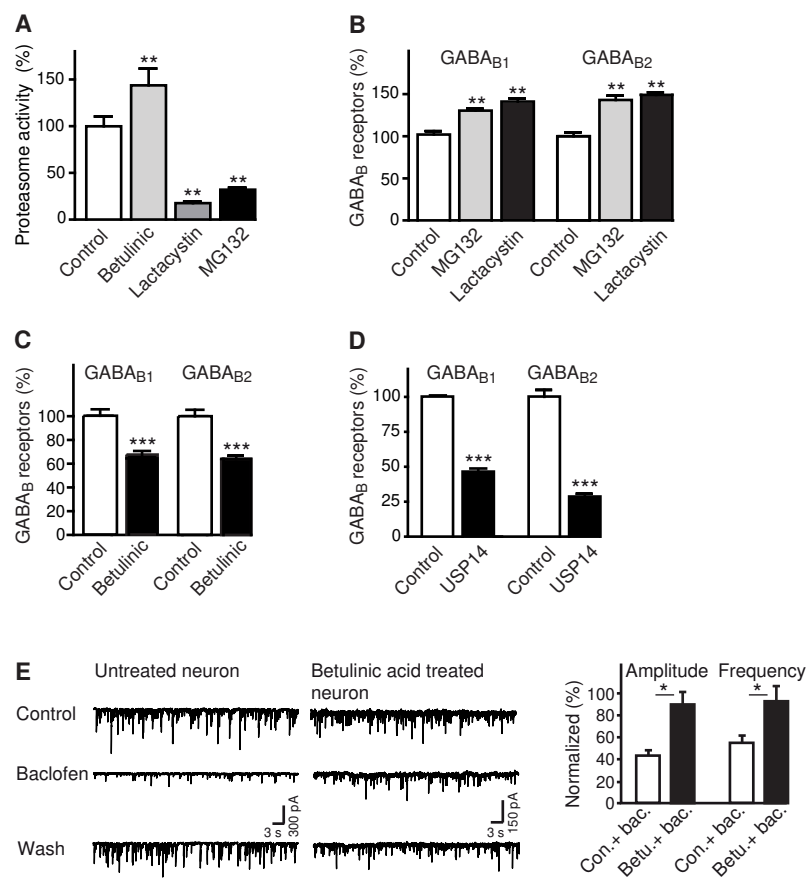 A
Proteasome activity (%)
150
100
50
0
**
**
**
**
Control
Betulinic
Lactacystin
MG132
B
GABAB receptors (%)
GABAB1
GABAB2
150
100
50
0
**
**
**
**
Control
MG132
Lactacystin
Control
MG132
Lactacystin
C
GABAB receptors (%)
GABAB1
GABAB2
100
80
60
40
20
0
***
***
Control
Betulinic
Control
Betulinic
D
GABAB receptors (%)
GABAB1
GABAB2
100
75
50
25
0
***
***
Control
USP14
Control
USP14
E
Untreated neuron
Betulinic acid treated
neuron
Control
Baclofen
Wash
3 s
300 pA
3 s
150 pA
Normalized (%)
Amplitude
Frequency
100
80
60
40
20
0
*
*
Con.+ bac.
Betu.+ bac.
Con.+ bac.
Betu.+ bac.